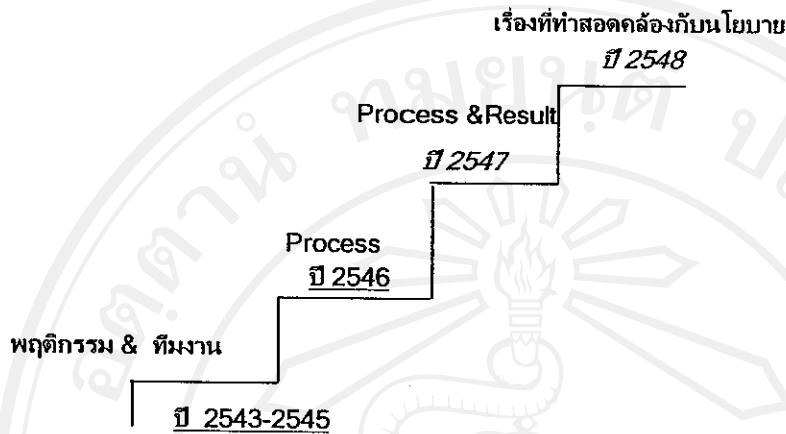 เรื่องที่ทำสอดคล้องกับนโยบาย
ปี 2548
Process &Result
ปี 2547
Process
ปี 2546
พฤติกรรม & ทีมงาน
ปี 2543-2545